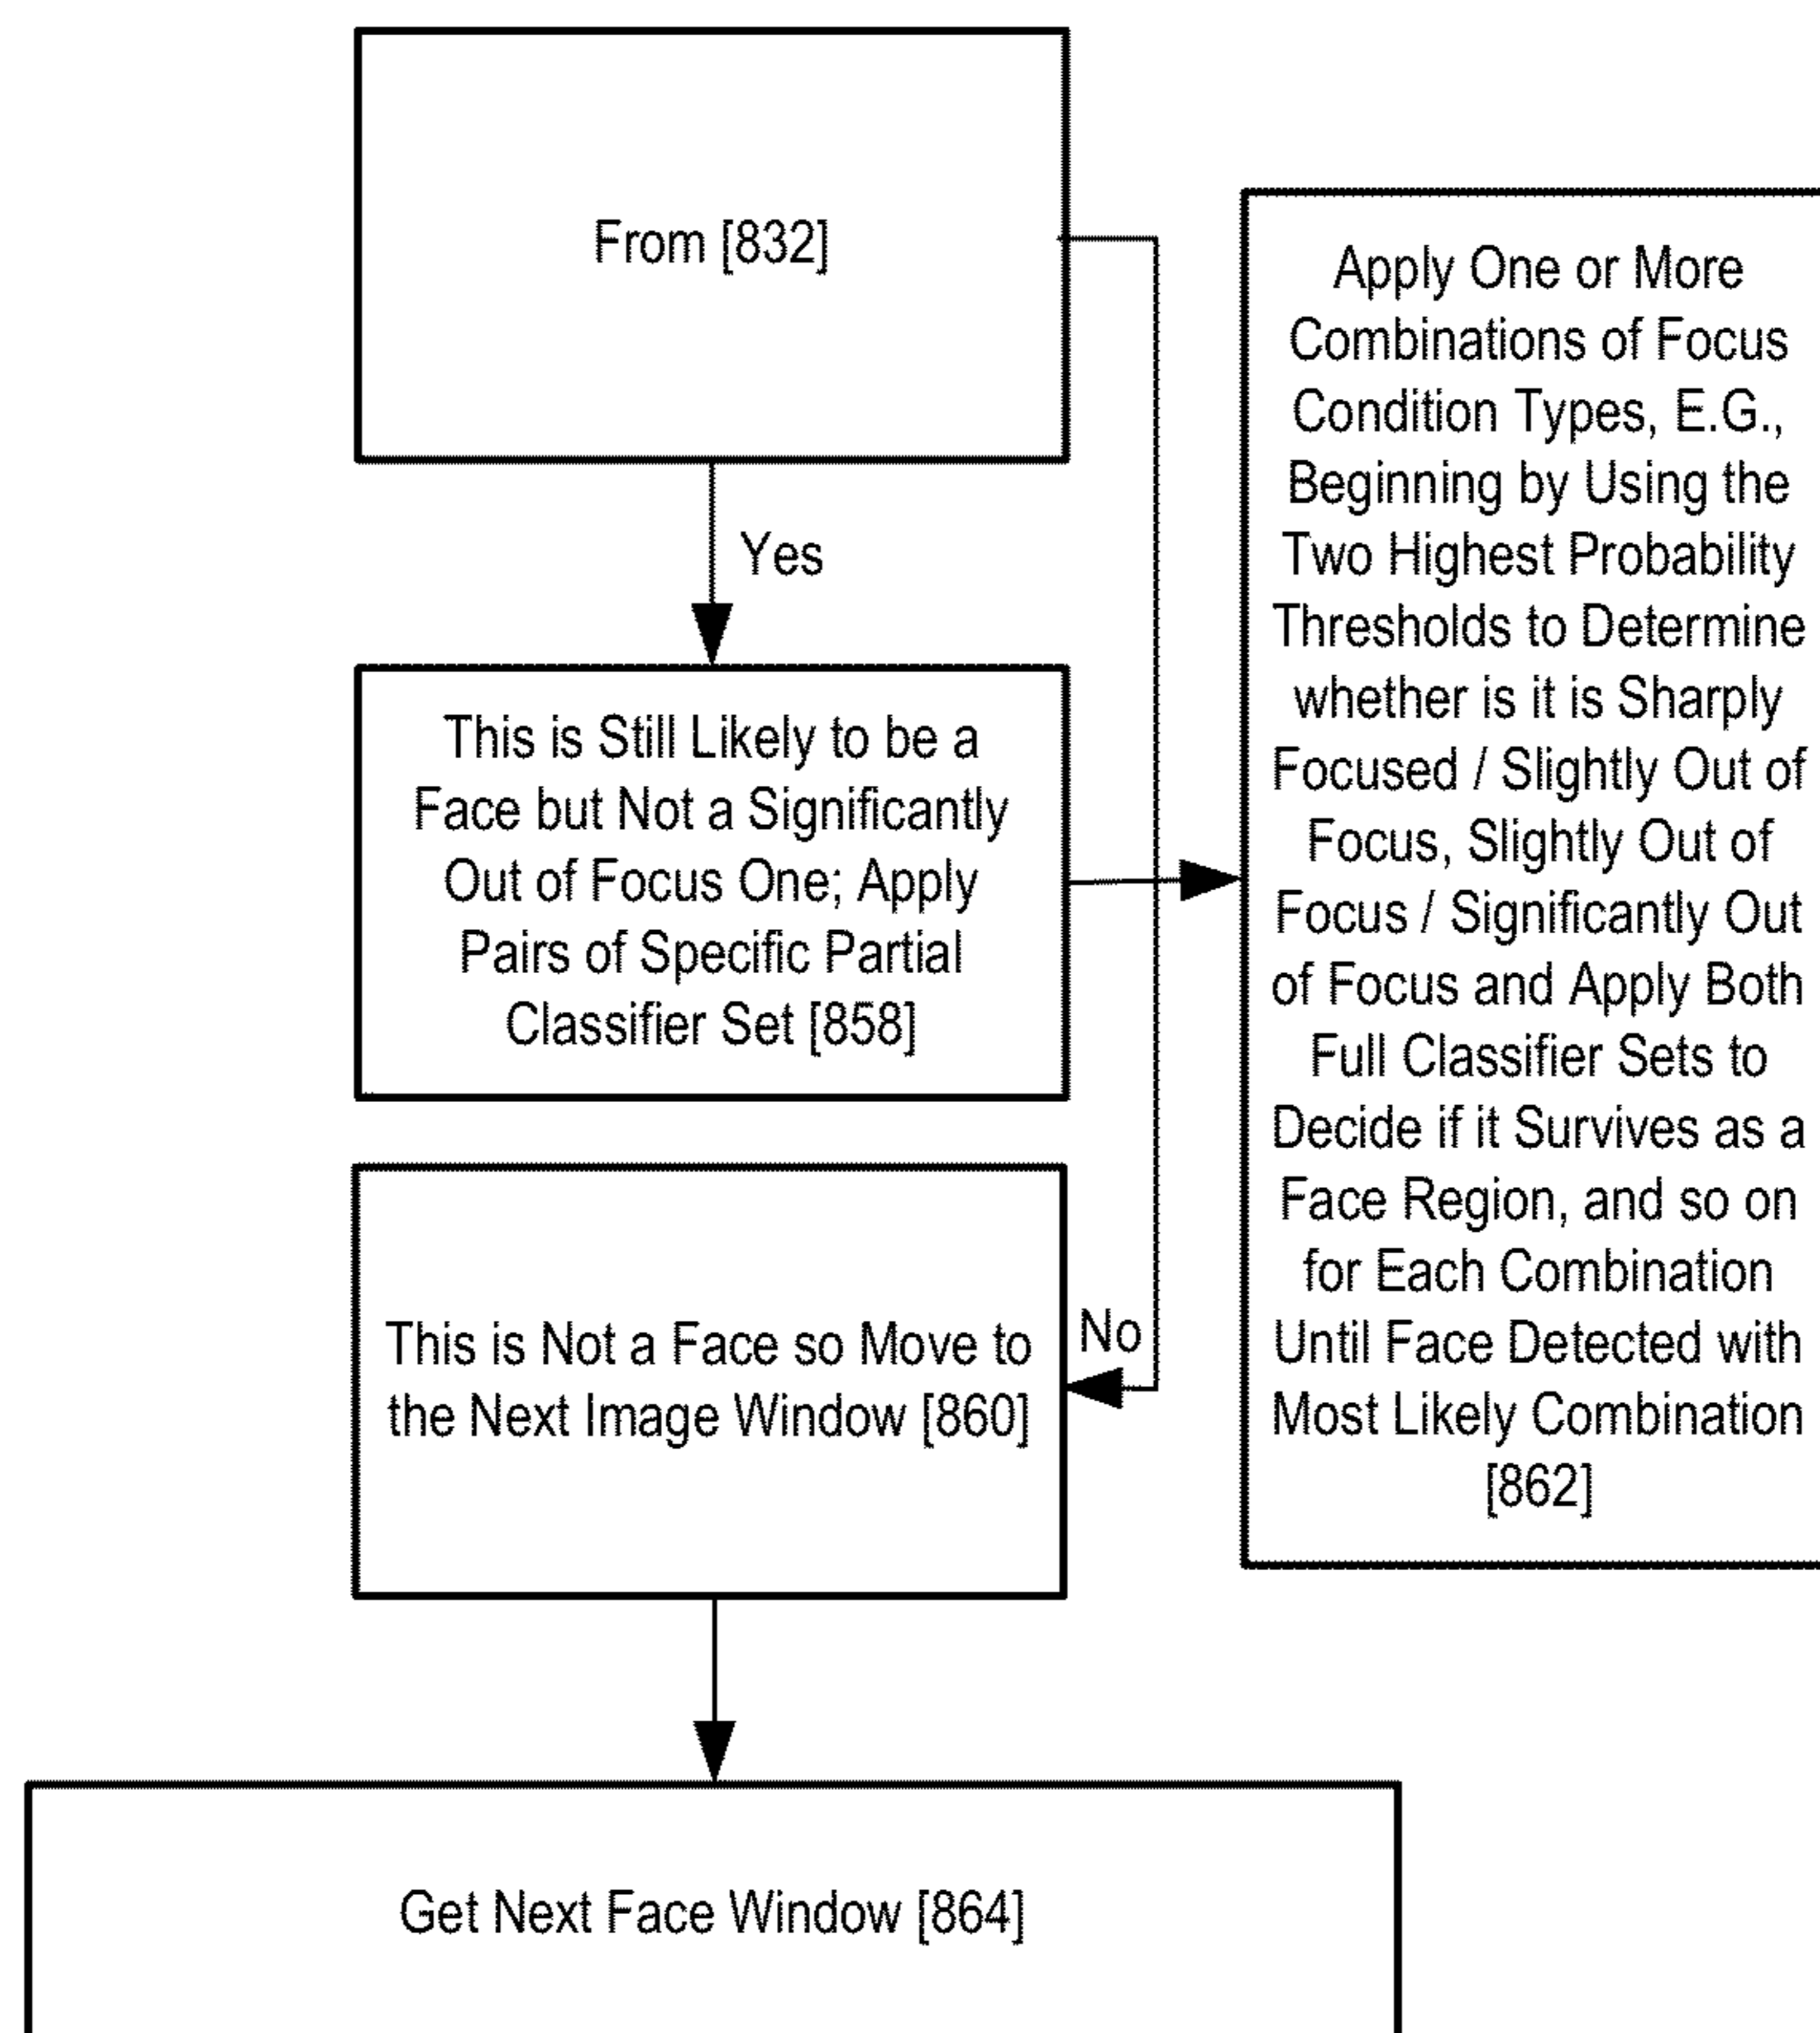 From [832]
Yes
This is Still Likely to be a
Face but Not a Significantly
Out of Focus One; Apply
Pairs of Specific Partial
Classifier Set [858]
Apply One or More
Combinations of Focus
Condition Types, E.G.,
Beginning by Using the
Two Highest Probability
Thresholds to Determine
whether is it is Sharply
Focused / Slightly Out of
Focus, Slightly Out of
Focus / Significantly Out
of Focus and Apply Both
Full Classifier Sets to
Decide if it Survives as a
Face Region, and so on
for Each Combination
Until Face Detected with
Most Likely Combination
[862]
No
This is Not a Face so Move to
the Next Image Window [860]
Get Next Face Window [864]